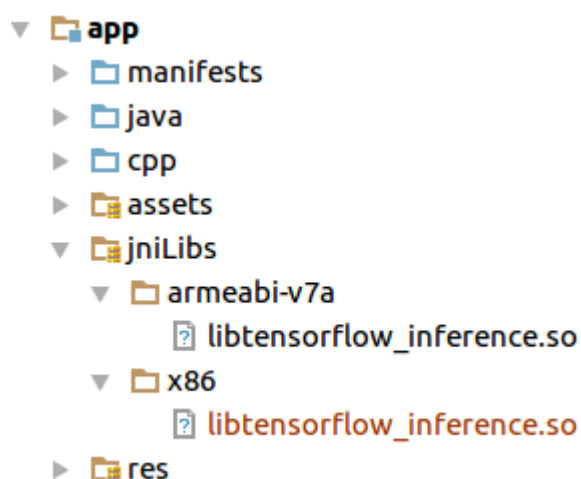 app
manifests
java
cpp
assets
jniLibs
armeabi-v7a
libtensorflow_inference.so
x86
libtensorflow_inference.so
res